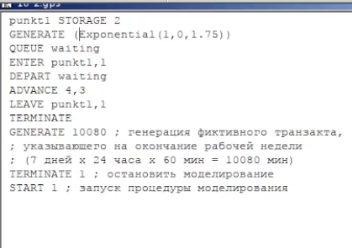 punkt1 STORAGE 2
GENERATE (Exponential(1,0,1.75))
QUEUE waiting
ENTER punkt1,1
DEPART waiting
ADVANCE 4,3
LEAVE punkt1,1
TERMINATE
GENERATE 10080 ; генерация фиктивного транзакта,
; указывающего на окончание рабочей недели
; (7 дней x 24 часа x 60 мин = 10080 мин)
TERMINATE 1 ; остановить моделирование
START 1 ; запуск процедуры моделирования